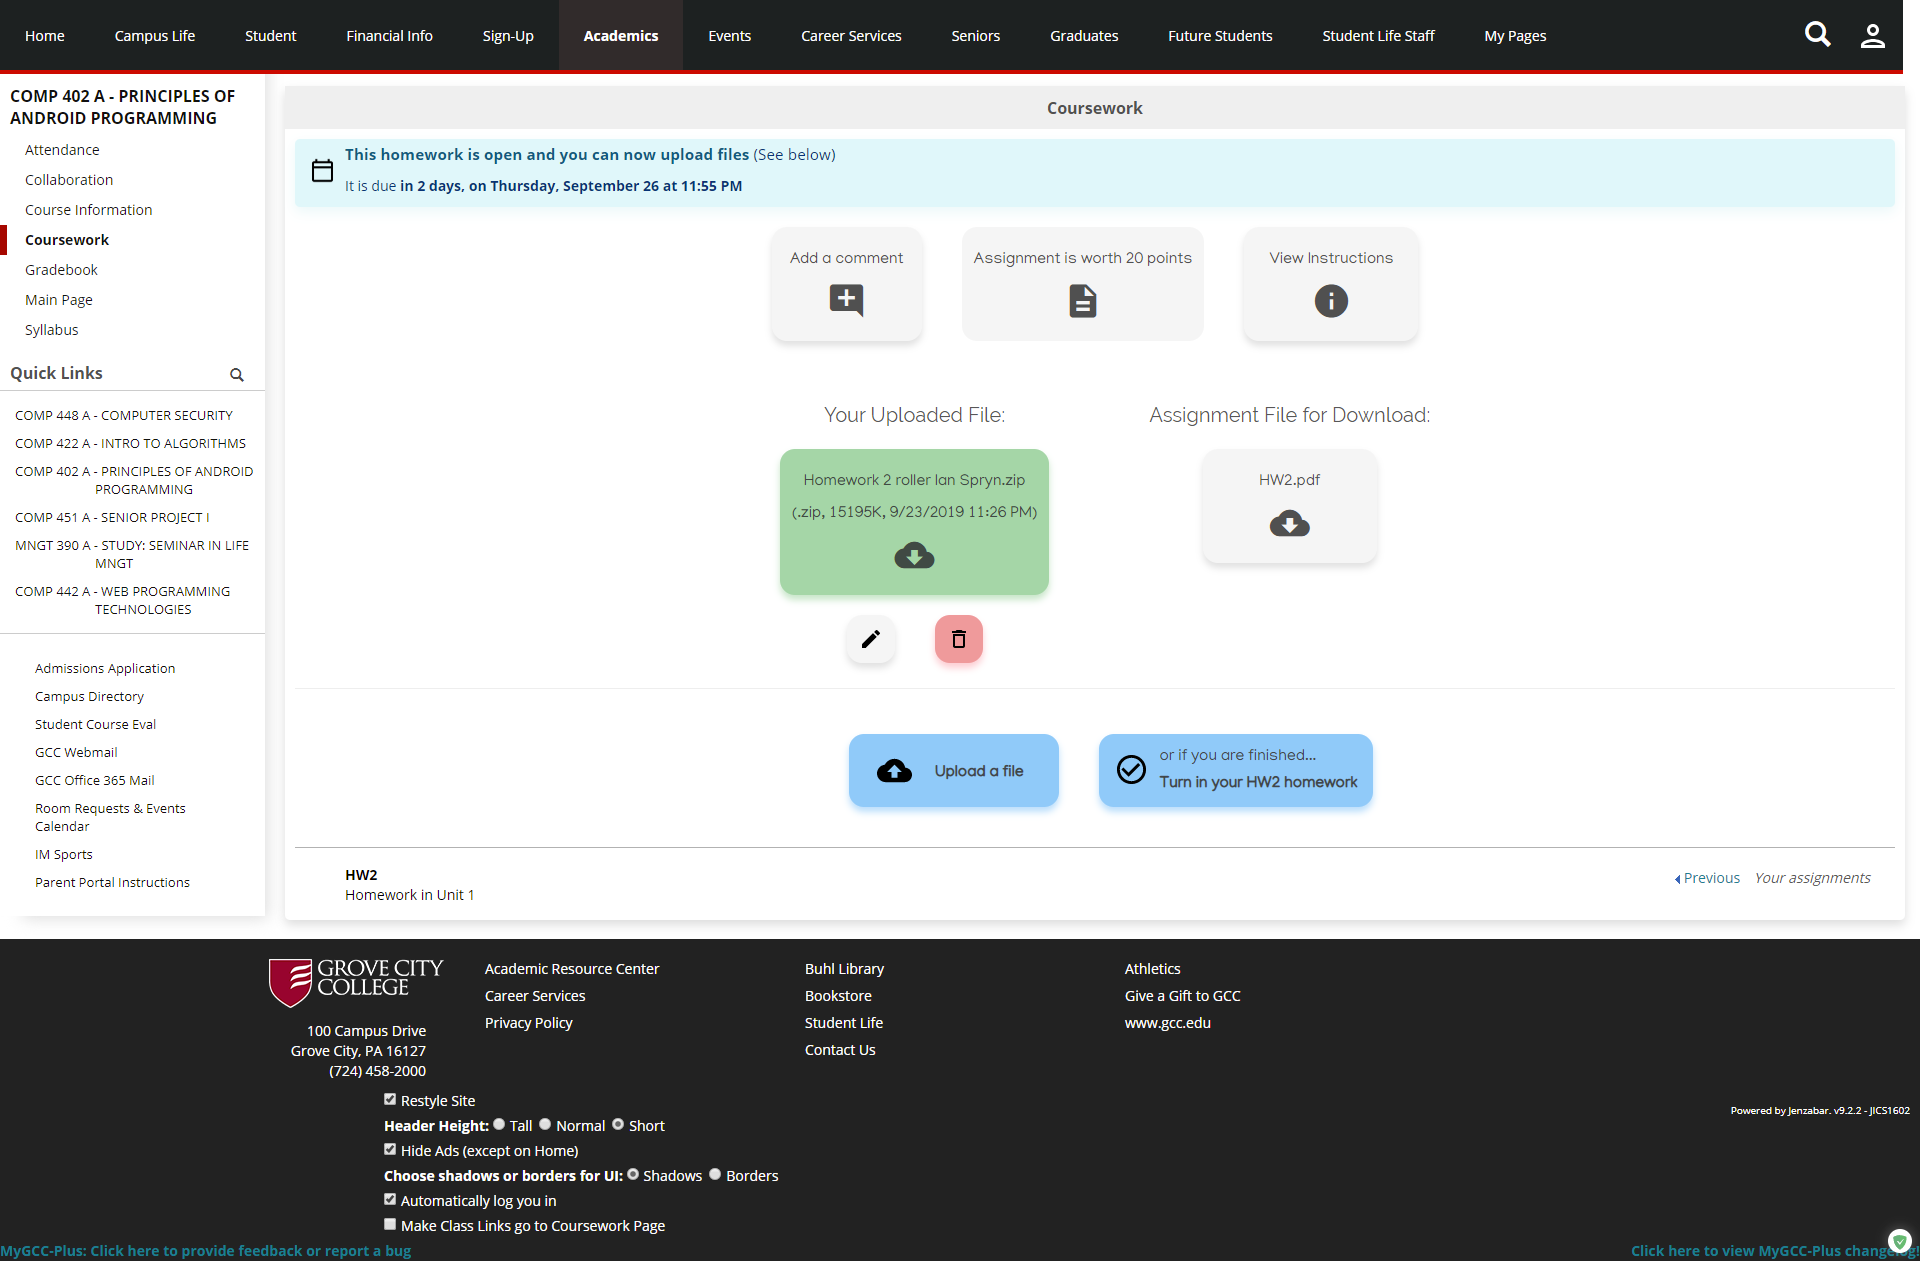 Home Campus Life Student Financial Info Sign-Up Academics Events Career Services Seniors Graduates Future Students Student Life Staff My Pages
COMP 402 A - PRINCIPLES OF
ANDROID PROGRAMMING
Attendance
Collaboration
Course Information
Coursework
Gradebook
Main Page
Syllabus
Quick Links
COMP 448 A - COMPUTER SECURITY
COMP 422 A - INTRO TO ALGORITHMS
COMP 402 A - PRINCIPLES OF ANDROID
PROGRAMMING
COMP 451 A - SENIOR PROJECT I
MNGT 390 A - STUDY: SEMINAR IN LIFE
MNGT
COMP 442 A - WEB PROGRAMMING
TECHNOLOGIES
Admissions Application
Campus Directory
Student Course Eval
GCC Webmail
GCC Office 365 Mail
Room Requests & Events
Calendar
IM Sports
Parent Portal Instructions
Coursework
This homework is open and you can now upload files (See below)
It is due in 2 days, on Thursday, September 26 at 11:55 PM
Add a comment
Assignment is worth 20 points
View Instructions
Your Uploaded File:
Homework 2 roller Ian Spryn.zip
(.zip, 15195K, 9/23/2019 11:26 PM)
Assignment File for Download:
HW2.pdf
Upload a file
or if you are finished...
Turn in your HW2 homework
HW2
Homework in Unit 1
Previous Your assignments
GROVE CITY
COLLEGE
100 Campus Drive
Grove City, PA 16127
(724) 458-2000
Academic Resource Center
Career Services
Privacy Policy
Buhl Library
Bookstore
Student Life
Contact Us
Athletics
Give a Gift to GCC
www.gcc.edu
Restyle Site
Header Height: Tall Normal Short
Hide Ads (except on Home)
Choose shadows or borders for UI: Shadows Borders
Automatically log you in
Make Class Links go to Coursework Page
Powered by Jenzabar. v9.2.2 - JICS1602
MyGCC-Plus: Click here to provide feedback or report a bug
Click here to view MyGCC-Plus changelog!